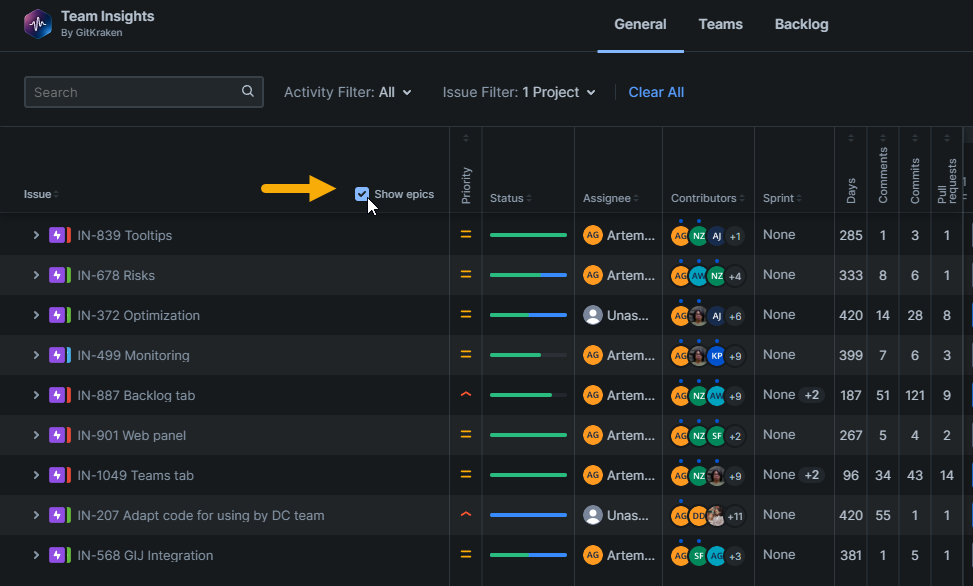 Team Insights
By GitKraken
General Teams Backlog
Search
Activity Filter: All
Issue Filter: 1 Project
Clear All
Issue
Show epics
Priority
Status
Assignee
Contributors
Sprint
Days
Comments
Commits
Pull requests
IN-839 Tooltips AG Artem... AG NZ AJ +1 None 285 1 3 1
IN-678 Risks AG Artem... AG AW NZ +4 None 333 8 6 1
IN-372 Optimization Unas... AG AJ +6 None 420 14 28 8
IN-499 Monitoring AG Artem... AG KP +9 None 399 7 6 3
IN-887 Backlog tab AG Artem... AG NZ AW +9 None +2 187 51 121 9
IN-901 Web panel AG Artem... AG NZ SF +2 None 267 5 4 2
IN-1049 Teams tab AG Artem... AG NZ +9 None +2 96 34 43 14
IN-207 Adapt code for using by DC team Unas... AG DD +11 None 420 55 1 1
IN-568 GIJ Integration AG Artem... AG SF AG +3 None 381 1 5 1